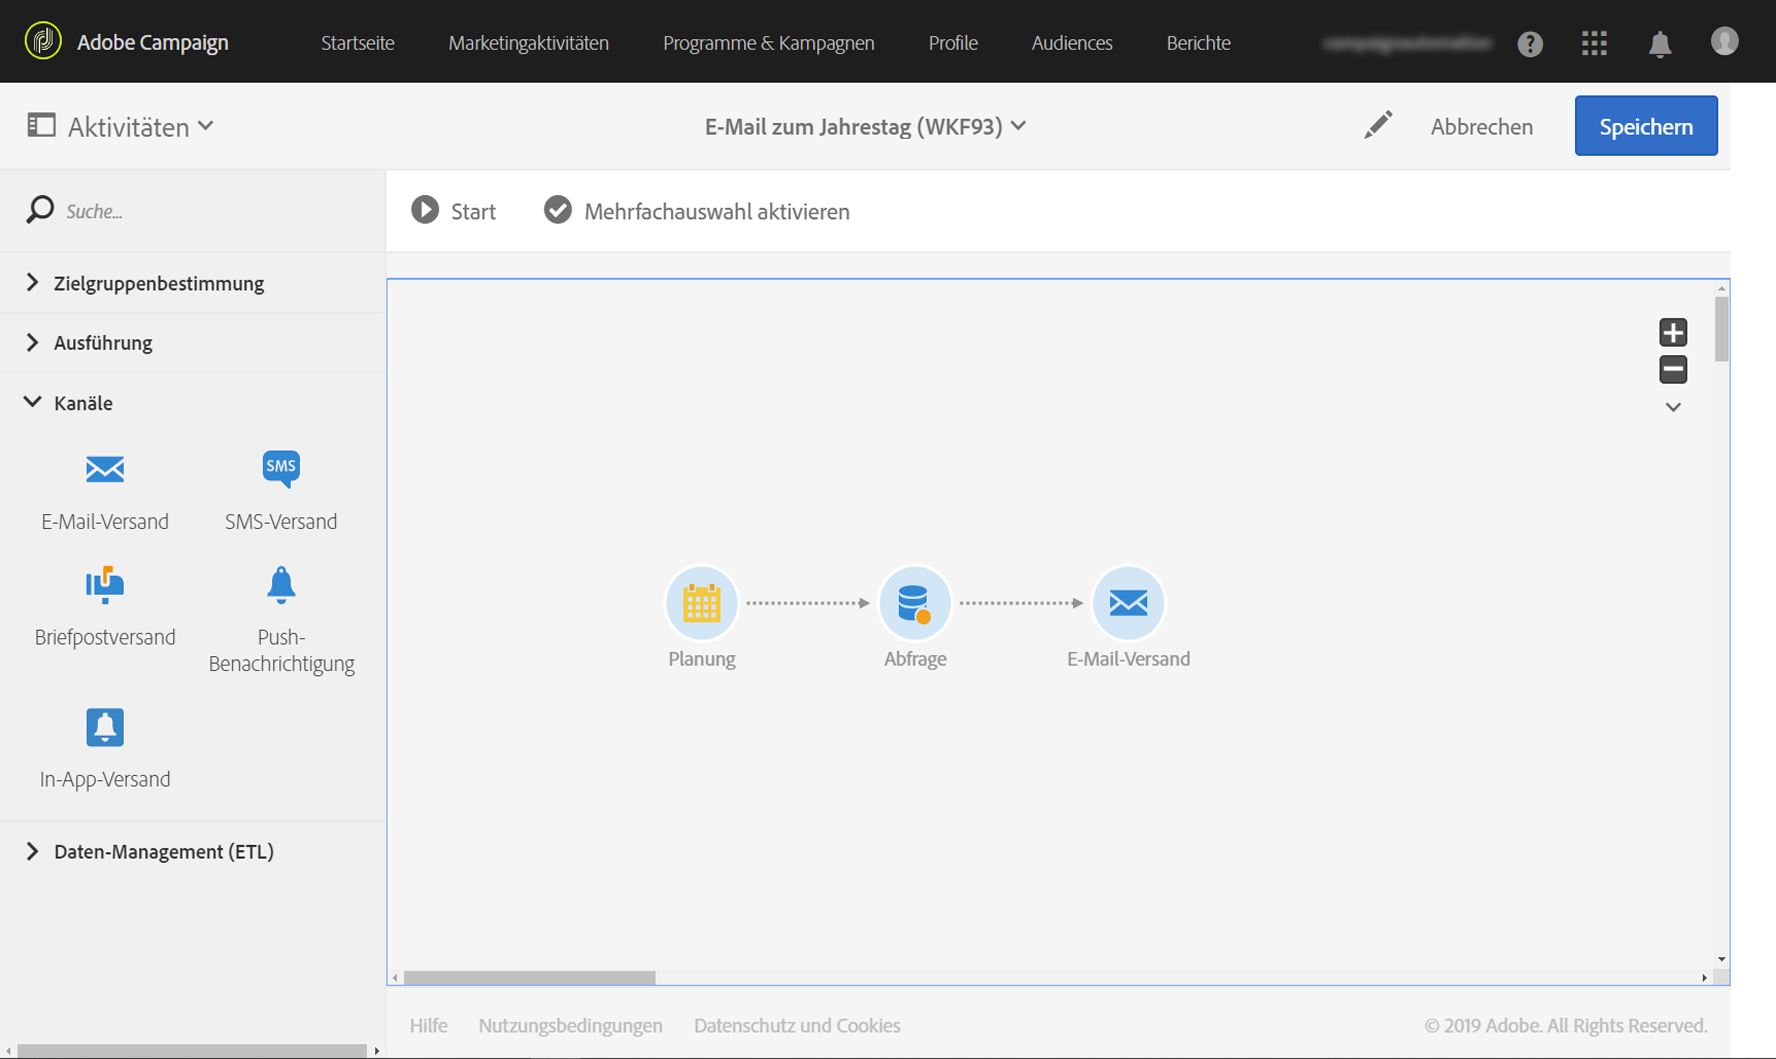 Adobe Campaign
Startseite
Marketingaktivitäten
Programme & Kampagnen
Profile
Audiences
Berichte
Aktivitäten
E-Mail zum Jahrestag (WKF93)
Abbrechen
Speichern
Suche...
Start
Mehrfachauswahl aktivieren
Zielgruppenbestimmung
Ausführung
Kanäle
SMS
E-Mail-Versand
SMS-Versand
Briefpostversand
Push-
Benachrichtigung
In-App-Versand
Daten-Management (ETL)
Planung
Abfrage
E-Mail-Versand
Hilfe
Nutzungsbedingungen
Datenschutz und Cookies
© 2019 Adobe. All Rights Reserved.